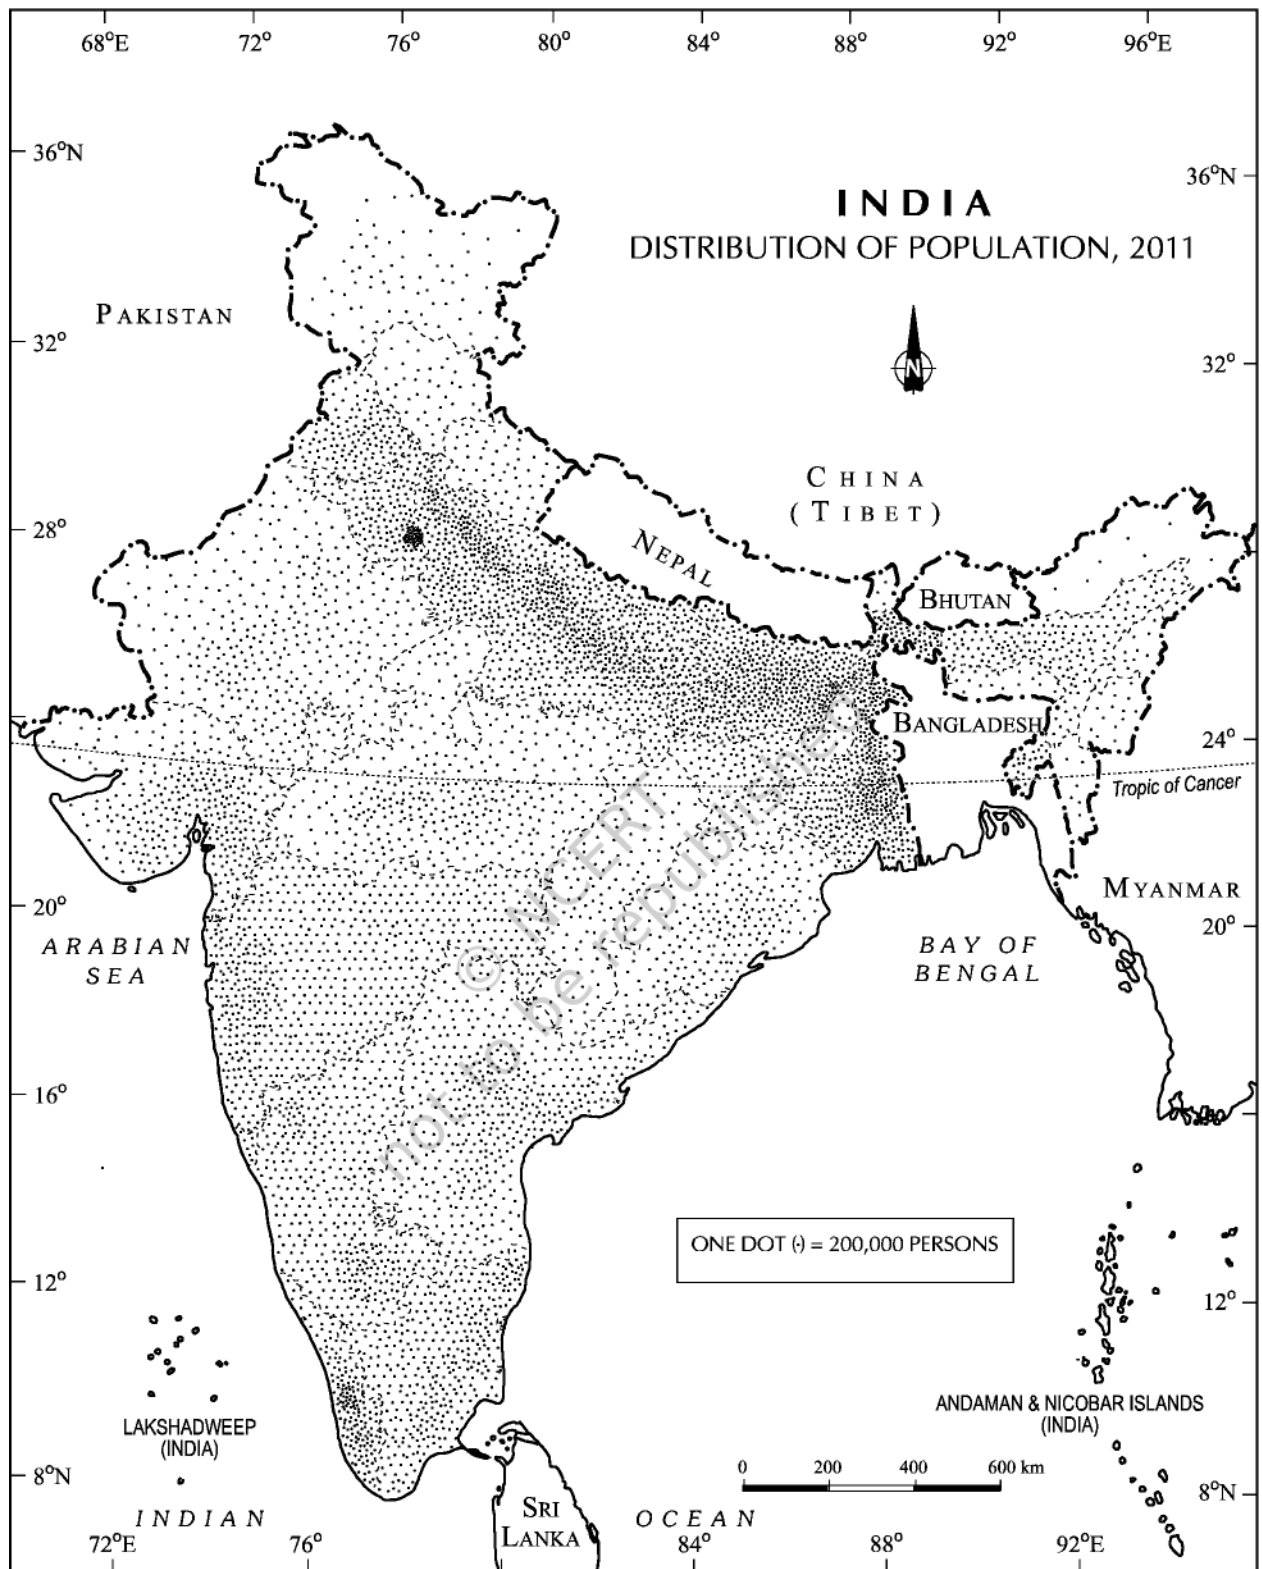 68°E 72° 76° 80° 84° 88° 92° 96°E
36°N
36°N
INDIA
DISTRIBUTION OF POPULATION, 2011
PAKISTAN
32°
32°
N
CHINA
(TIBET)
28°
NEPAL
BHUTAN
BANGLADESH
24°
Tropic of Cancer
MYANMAR
20°
20°
ARABIAN
SEA
BAY OF
BENGAL
© NCERT
not to be republished
16°
ONE DOT (·) = 200,000 PERSONS
12°
12°
LAKSHADWEEP
(INDIA)
ANDAMAN & NICOBAR ISLANDS
(INDIA)
0 200 400 600 km
8°N
8°N
SRI
LANKA
INDIAN OCEAN
72°E 76° 84° 88° 92°E